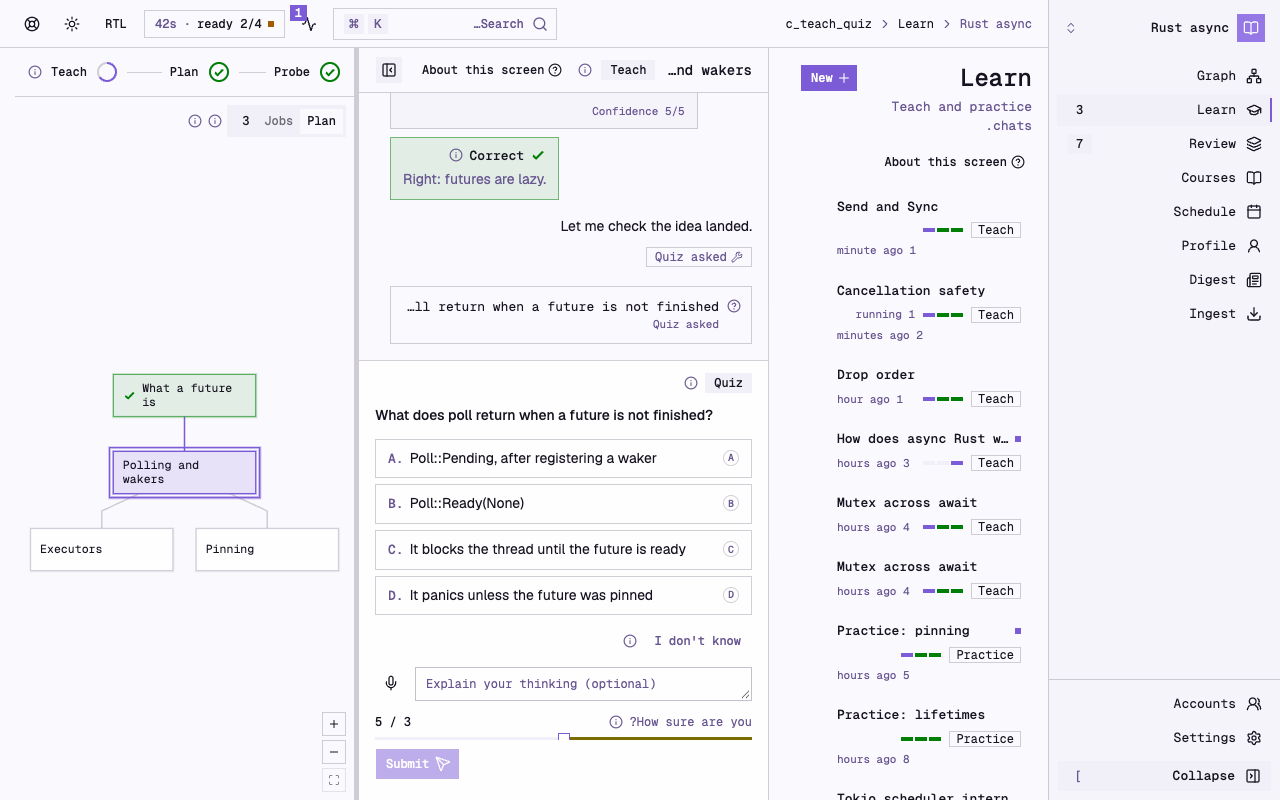 Rust async
Graph
Learn 3
Review 7
Courses
Schedule
Profile
Digest
Ingest
Accounts
Settings
Collapse [
RTL
42s · ready 2/4
1
⌘ K
…Search
c_teach_quiz > Learn > Rust async
Learn
New +
Teach and practice
.chats
About this screen
Send and Sync
Teach
minute ago 1
Cancellation safety
running 1 Teach
minutes ago 2
Drop order
hour ago 1 Teach
How does async Rust w…
hours ago 3 Teach
Mutex across await
hours ago 4 Teach
Mutex across await
hours ago 4 Teach
Practice: pinning
Practice
hours ago 5
Practice: lifetimes
Practice
hours ago 8
Tokio scheduler intern
About this screen Teach …nd wakers
Confidence 5/5
Correct
Right: futures are lazy.
Let me check the idea landed.
Quiz asked
…ll return when a future is not finished
Quiz asked
Quiz
What does poll return when a future is not finished?
A. Poll::Pending, after registering a waker A
B. Poll::Ready(None) B
C. It blocks the thread until the future is ready C
D. It panics unless the future was pinned D
I don't know
Explain your thinking (optional)
5 / 3 ?How sure are you
Submit
Teach Plan Probe
3 Jobs Plan
What a future
is
Polling and
wakers
Executors
Pinning